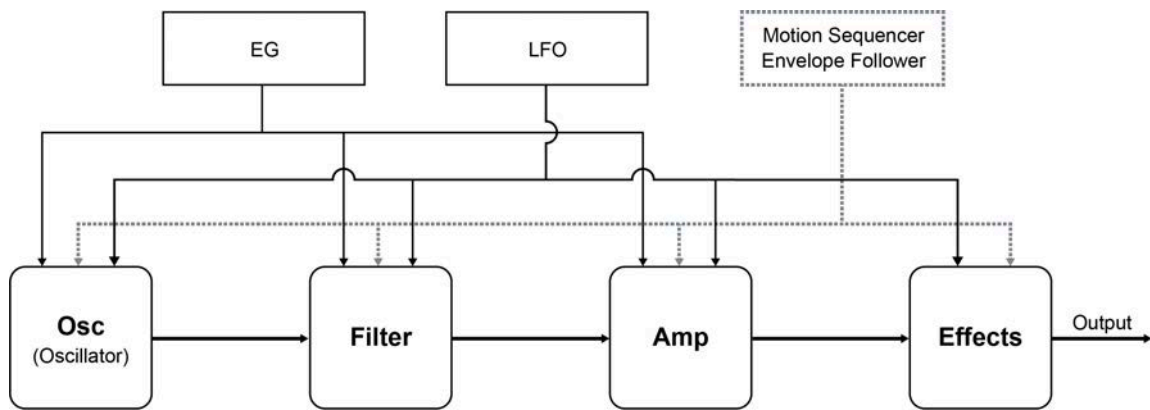 EG
LFO
Motion Sequencer
Envelope Follower
Osc
(Oscillator)
Filter
Amp
Effects
Output